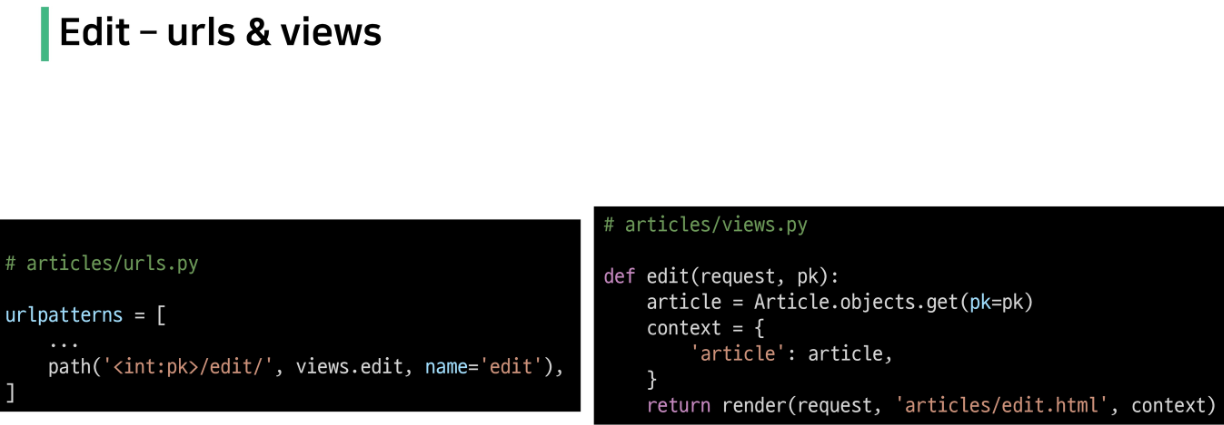 Edit – urls & views
# articles/urls.py
urlpatterns = [
    ...
    path('<int:pk>/edit/', views.edit, name='edit'),
]
# articles/views.py
def edit(request, pk):
    article = Article.objects.get(pk=pk)
    context = {
        'article': article,
    }
    return render(request, 'articles/edit.html', context)